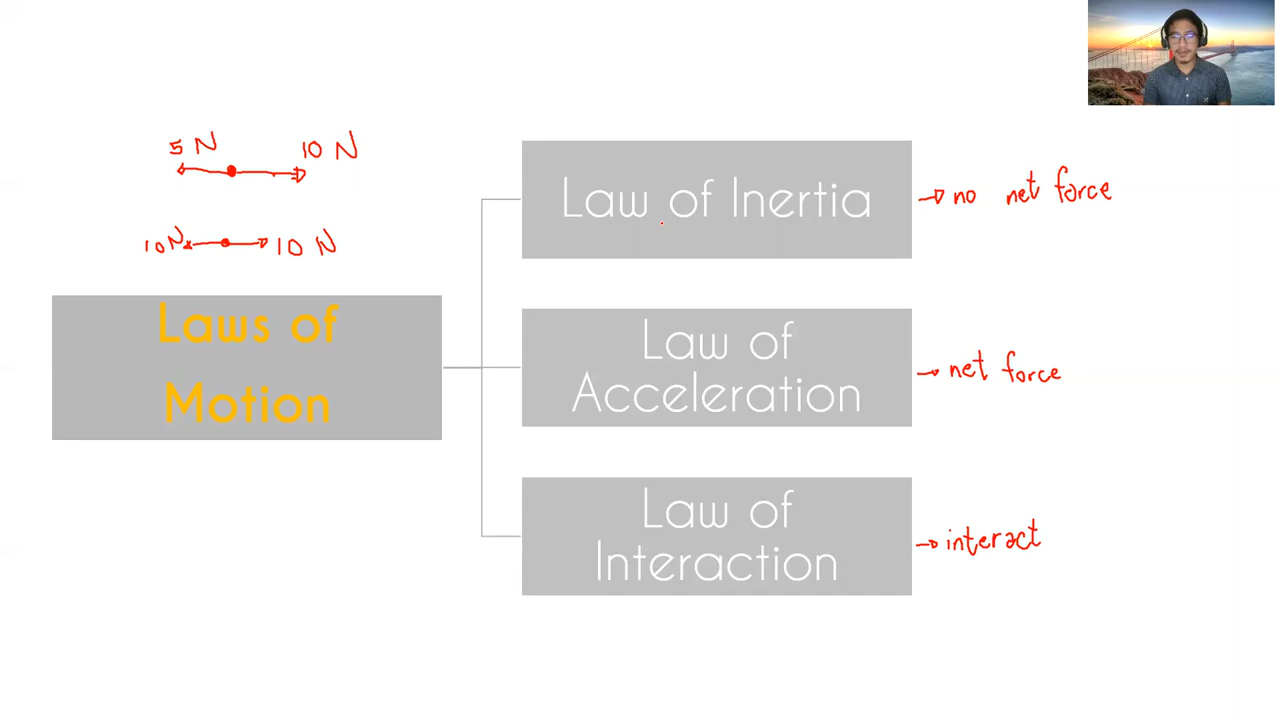 5 N 10 N
10 N 10 N
Laws of
Motion
Law of Inertia
→ no net force
Law of
Acceleration
→ net force
Law of
Interaction
→ interact